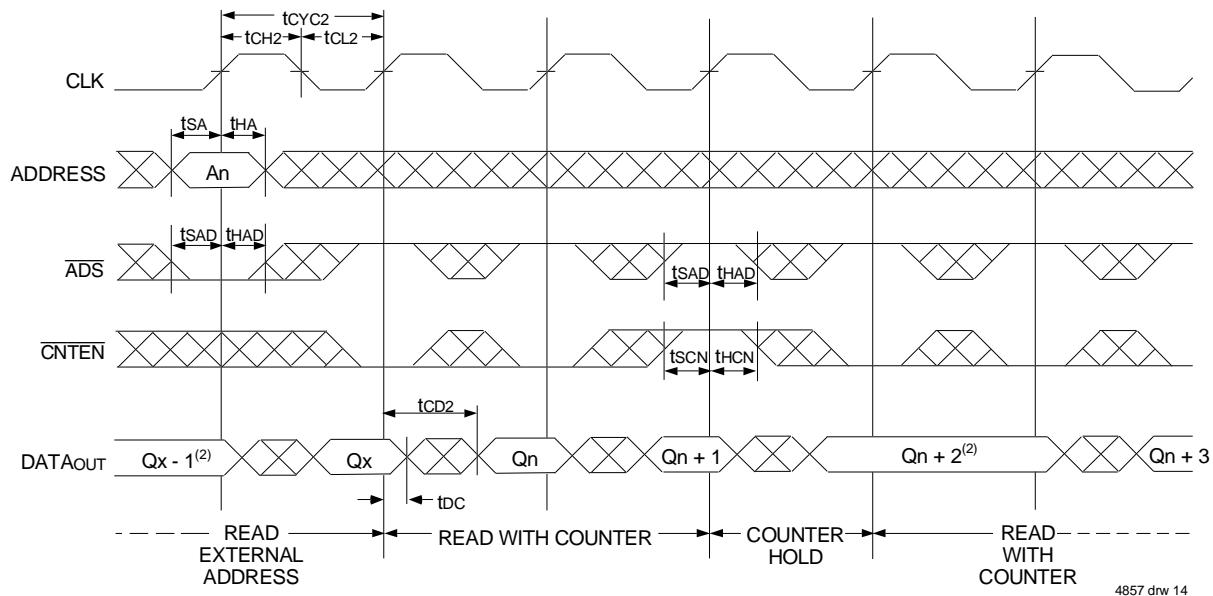 tCYC2
tCH2 tCL2
CLK
tSA tHA
ADDRESS An
tSAD tHAD
ADS tSAD tHAD
CNTEN
tSCN tHCN
tCD2
DATAOUT Qx - 1(2) Qx Qn Qn + 1 Qn + 2(2) Qn + 3
tDC
READ EXTERNAL ADDRESS
READ WITH COUNTER
COUNTER HOLD
READ WITH COUNTER
4857 drw 14